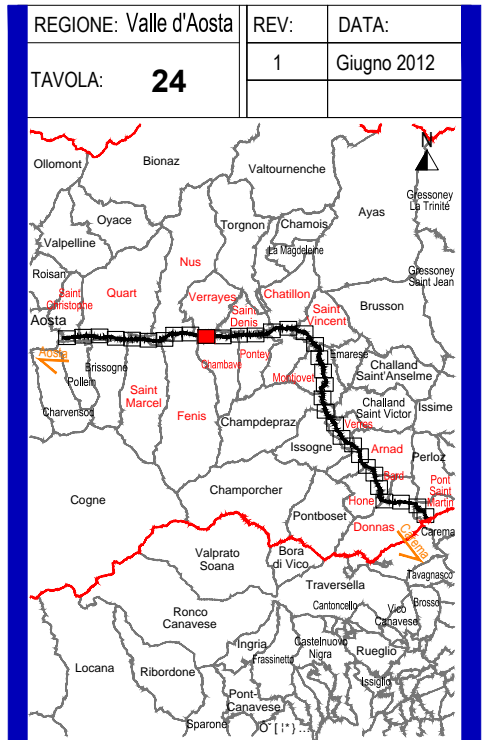 REGIONE: Valle d'Aosta
REV:
DATA:
TAVOLA: 24
1
Giugno 2012
N
Ollomont
Bionaz
Valtournenche
Ayas
Gressoney
La Trinité
Oyace
Torgnon
Chamois
Valpelline
La Magdeleine
Roisan
Nus
Gressoney
Saint Jean
Saint
Christophe
Quart
Verrayes
Chatillon
Saint
Denis
Saint
Vincent
Brusson
Aosta
Aosta
Brissogne
Chambave
Pontey
Emarese
Challand
Saint'Anselme
Pollein
Saint
Marcel
Montjovet
Charvensod
Fenis
Champdepraz
Challand
Saint Victor
Issime
Verres
Issogne
Arnad
Perloz
Bard
Pont
Saint
Martin
Cogne
Champorcher
Hone
Pontboset
Donnas
Carema
Carema
Valprato
Soana
Bora
di Vico
Tavagnasco
Traversella
Ronco
Canavese
Cantoncello
Vico
Canavese
Brosso
Ingria
Castelnuovo
Nigra
Rueglio
Frassinetto
Locana
Ribordone
Issiglio
Pont-
Canavese
Sparone